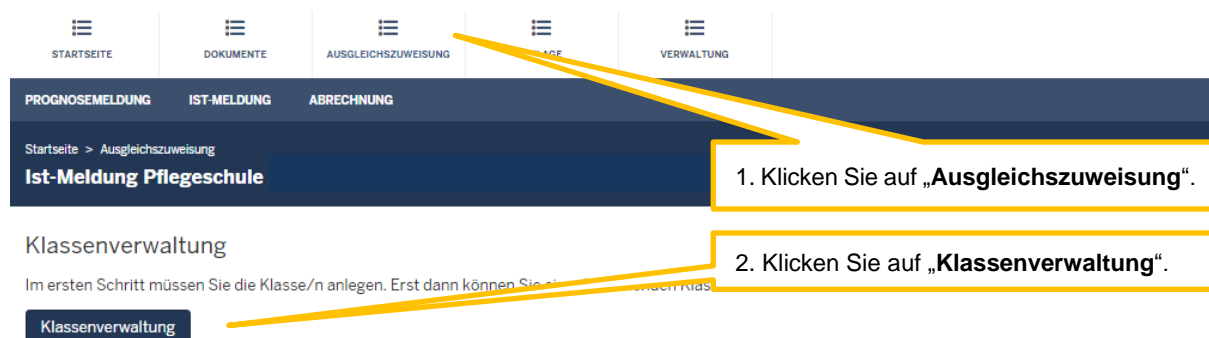 STARTSEITE DOKUMENTE AUSGLEICHSZUWEISUNG VERWALTUNG
PROGNOSEMELDUNG IST-MELDUNG ABRECHNUNG
Startseite > Ausgleichszuweisung
Ist-Meldung Pflegeschule
1. Klicken Sie auf „Ausgleichszuweisung“.
Klassenverwaltung
2. Klicken Sie auf „Klassenverwaltung“.
Im ersten Schritt müssen Sie die Klasse/n anlegen. Erst dann können Sie
Klassenverwaltung